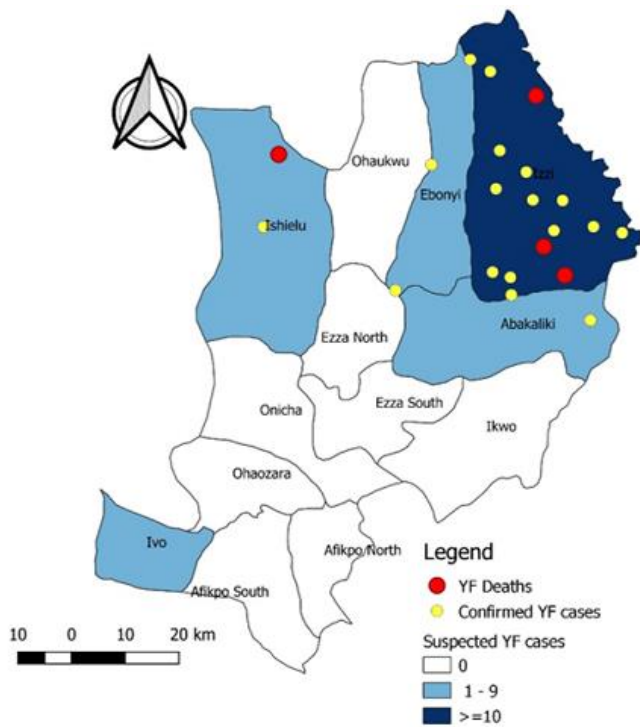 Ohaukwu
Izzi
Ebonyi
Ishielu
Abakaliki
Ezza North
Ezza South
Onicha
Ikwo
Ohaozara
Ivo
Afikpo North
Afikpo South
Legend
YF Deaths
Confirmed YF cases
Suspected YF cases
0
1 - 9
>=10
10 0 10 20 km